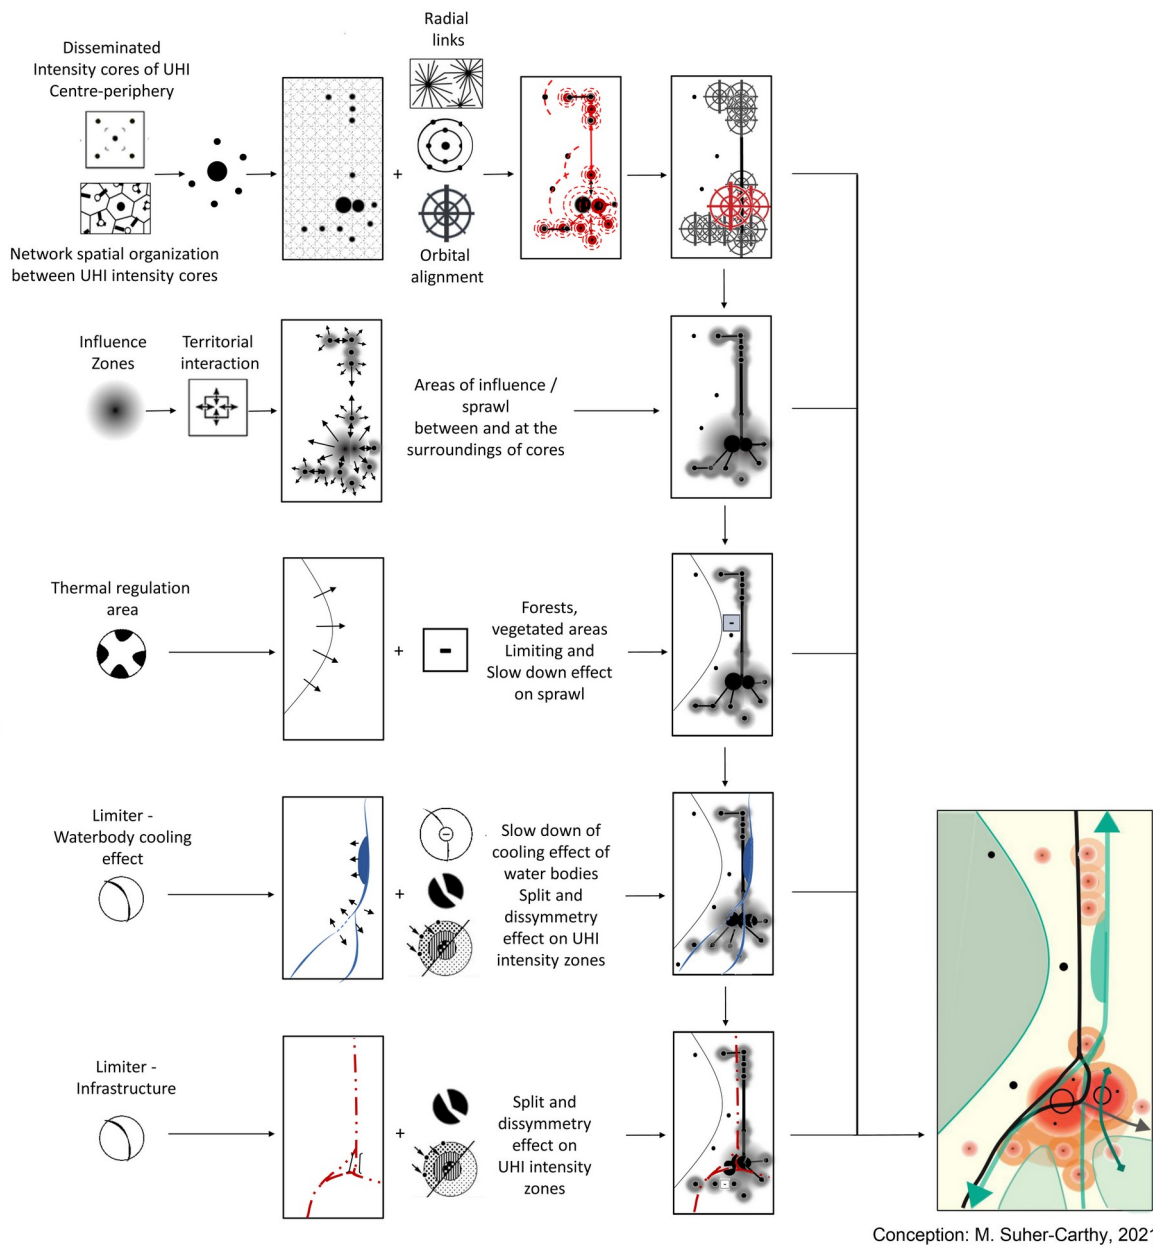 Disseminated
Intensity cores of UHI
Centre-periphery
Network spatial organization
between UHI intensity cores
+
Radial
links
Orbital
alignment
Influence
Zones
Territorial
interaction
Areas of influence /
sprawl
between and at the
surroundings of cores
Thermal regulation
area
+
-
Forests,
vegetated areas
Limiting and
Slow down effect
on sprawl
-
Limiter -
Waterbody cooling
effect
+
Slow down of
cooling effect of
water bodies
Split and
dissymmetry
effect on UHI
intensity zones
Limiter -
Infrastructure
+
Split and
dissymmetry
effect on
UHI intensity
zones
-
Conception: M. Suher-Carthy, 202